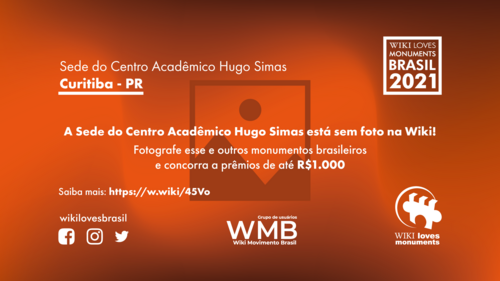 Sede do Centro Acadêmico Hugo Simas
Curitiba - PR
WIKI LOVES
MONUMENTS
BRASIL
2021
A Sede do Centro Acadêmico Hugo Simas está sem foto na Wiki!
Fotografe esse e outros monumentos brasileiros
e concorra a prêmios de até R$1.000
Saiba mais: https://w.wiki/45Vo
wikilovesbrasil
Grupo de usuários
WMB
Wiki Movimento Brasil
WIKI loves
monuments